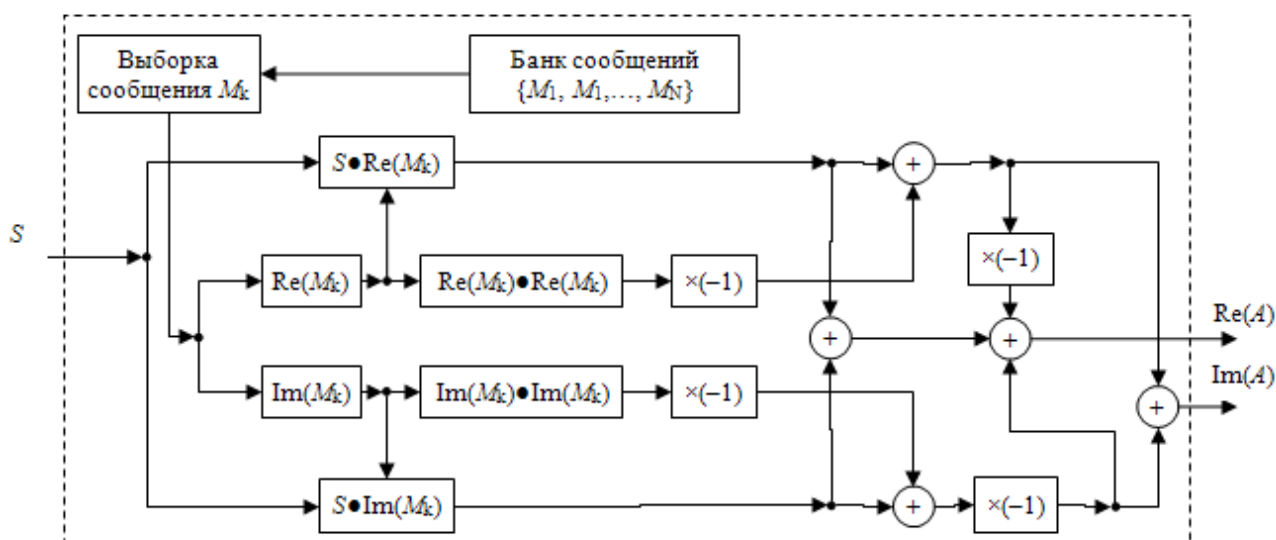 Выборка
сообщения Mk
Банк сообщений
{M1, M1,..., MN}
S●Re(Mk)
S
Re(Mk)
Re(Mk)●Re(Mk)
×(–1)
+
×(–1)
+
+
Re(A)
Im(A)
Im(Mk)
Im(Mk)●Im(Mk)
×(–1)
+
S●Im(Mk)
+
×(–1)